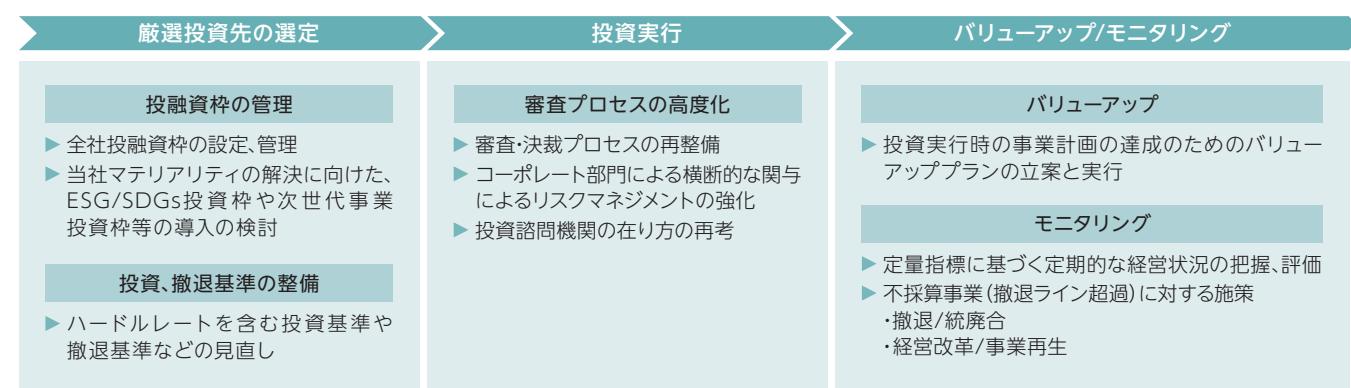 厳選投資先の選定
投融資枠の管理
▶ 全社投融資枠の設定、管理
▶ 当社マテリアリティの解決に向けた、
ESG/SDGs投資枠や次世代事業
投資枠等の導入の検討
投資、撤退基準の整備
▶ ハードルレートを含む投資基準や
撤退基準などの見直し
投資実行
審査プロセスの高度化
▶ 審査・決裁プロセスの再整備
▶ コーポレート部門による横断的な関与
によるリスクマネジメントの強化
▶ 投資諮問機関の在り方の再考
バリューアップ/モニタリング
バリューアップ
▶ 投資実行時の事業計画の達成のためのバリュー
アッププランの立案と実行
モニタリング
▶ 定量指標に基づく定期的な経営状況の把握、評価
▶ 不採算事業（撤退ライン超過）に対する施策
・撤退/統廃合
・経営改革/事業再生